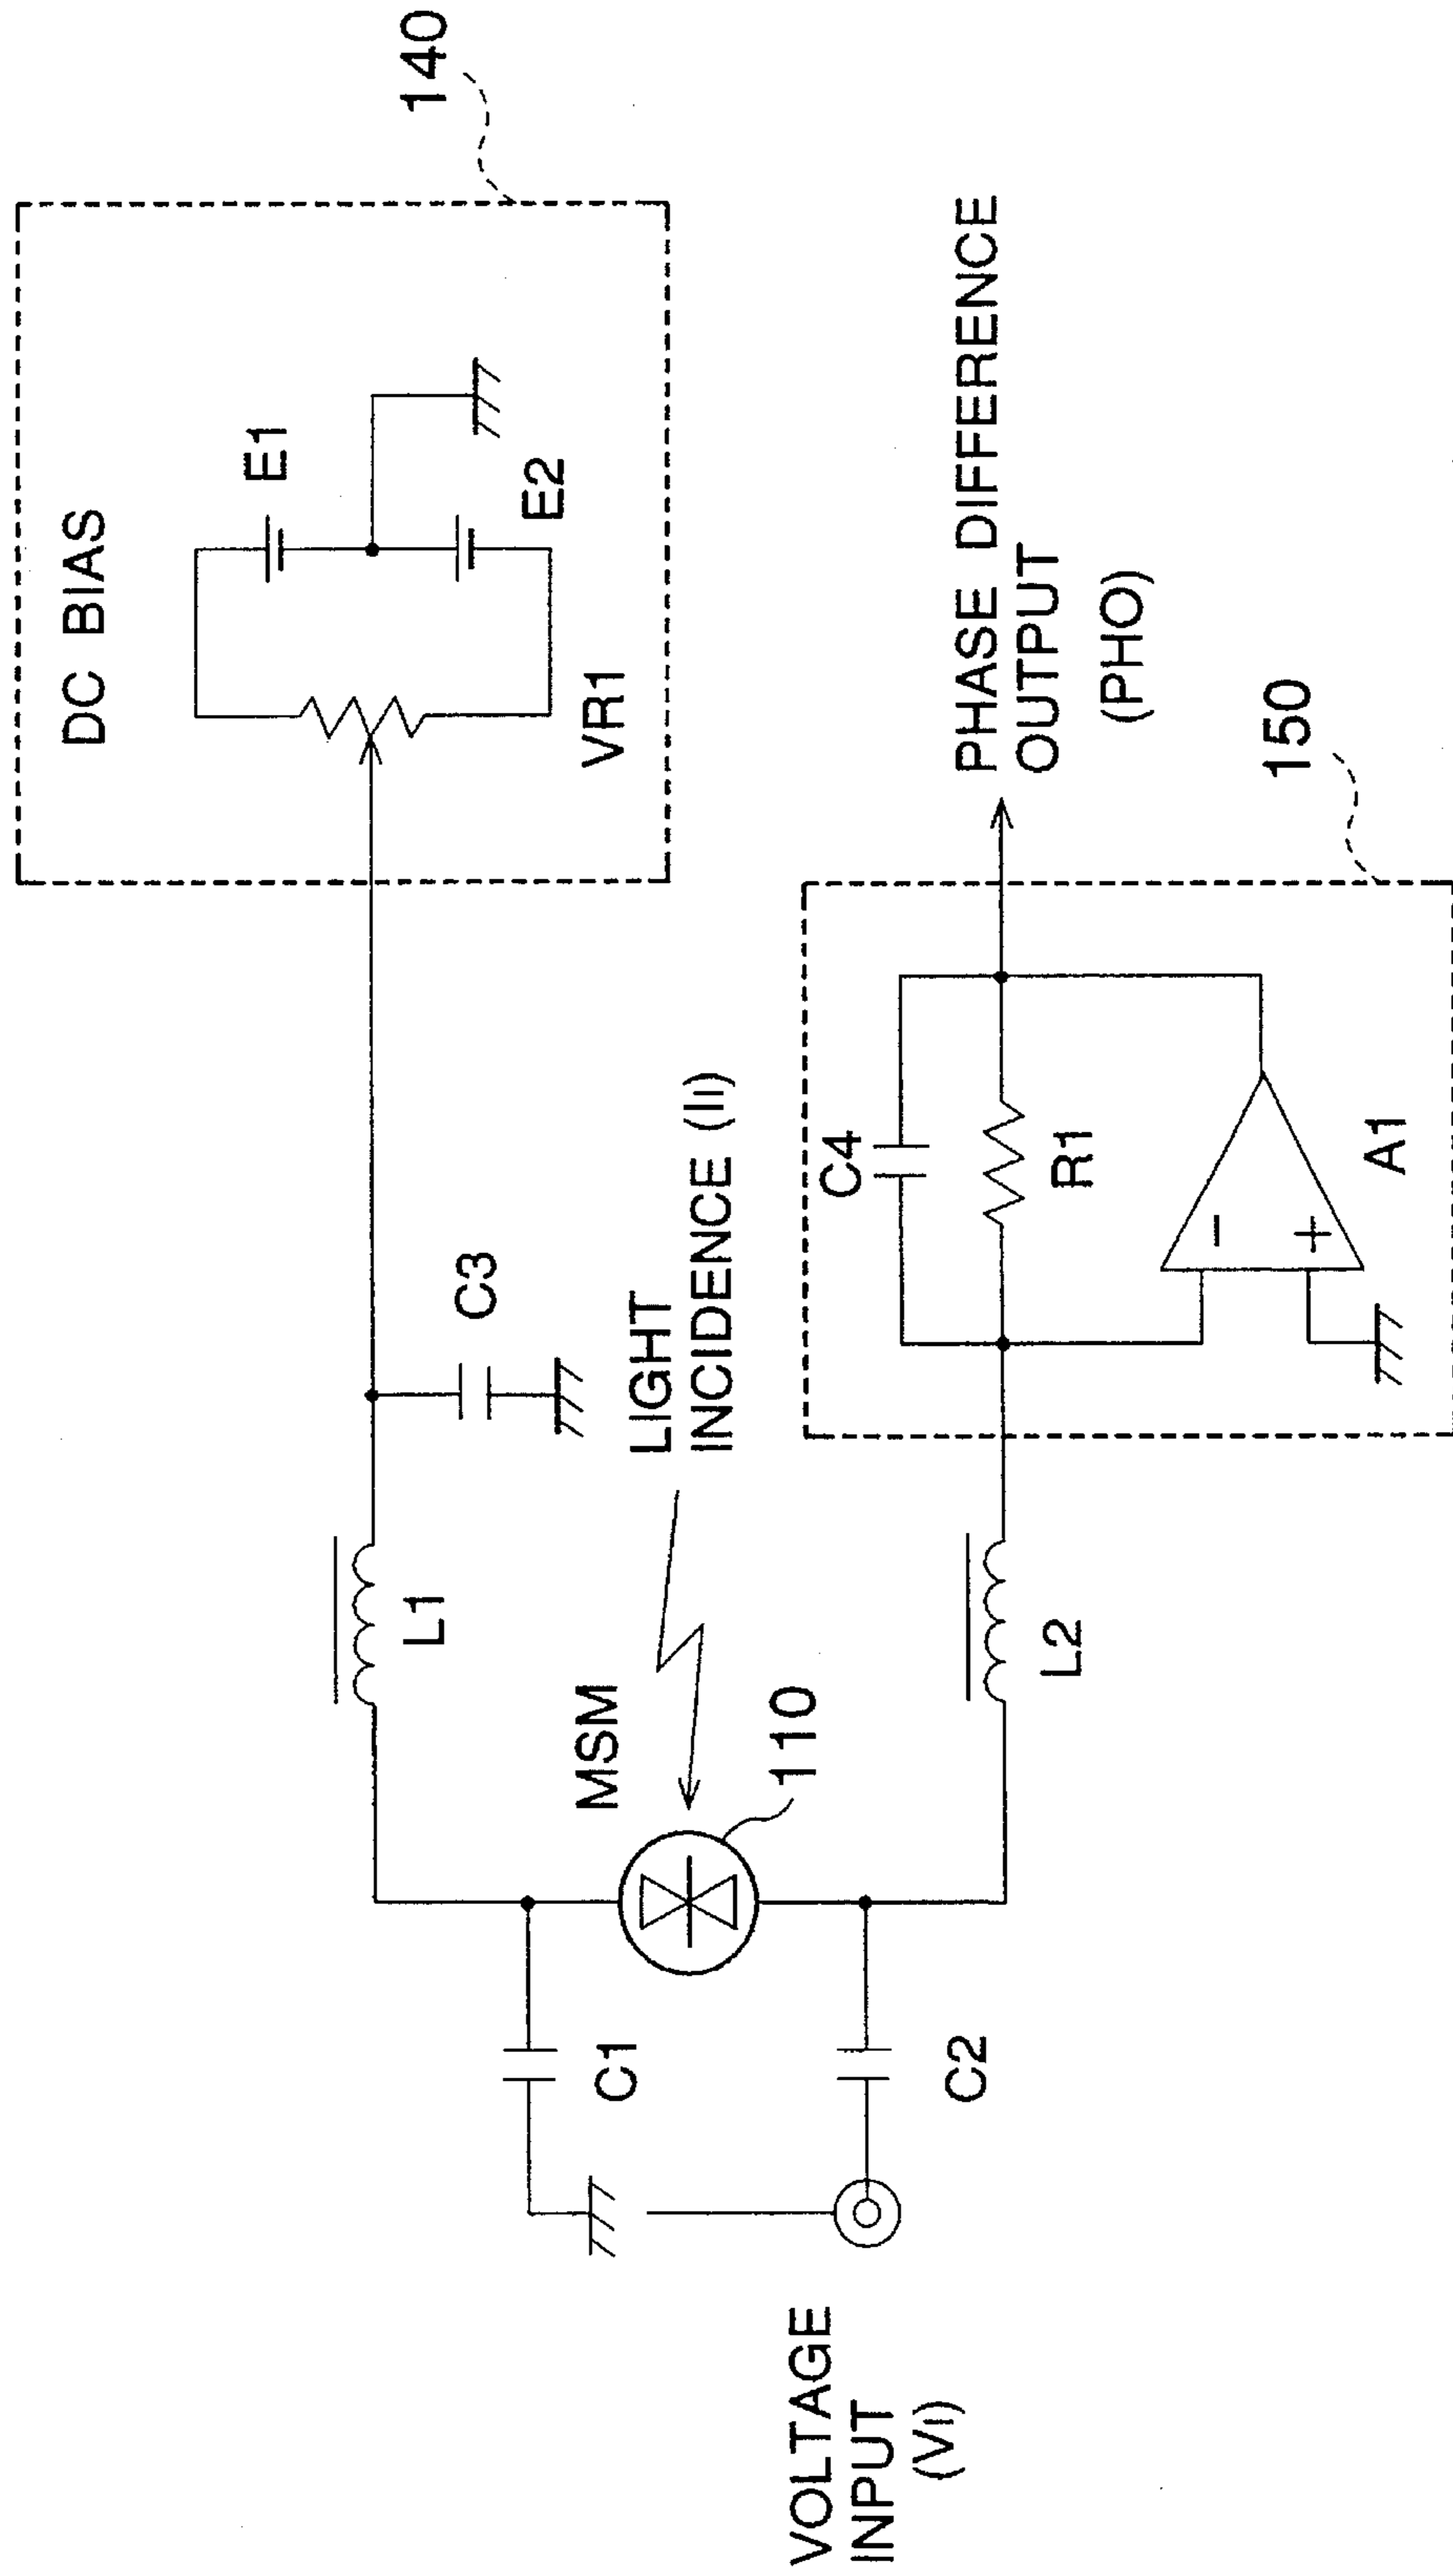 140
DC BIAS
E1
E2
VR1
L1
C3
MSM
LIGHT
INCIDENCE (II)
110
C1
C2
VOLTAGE
INPUT
(VI)
L2
C4
R1
A1
−
+
150
PHASE DIFFERENCE
OUTPUT
(PHO)